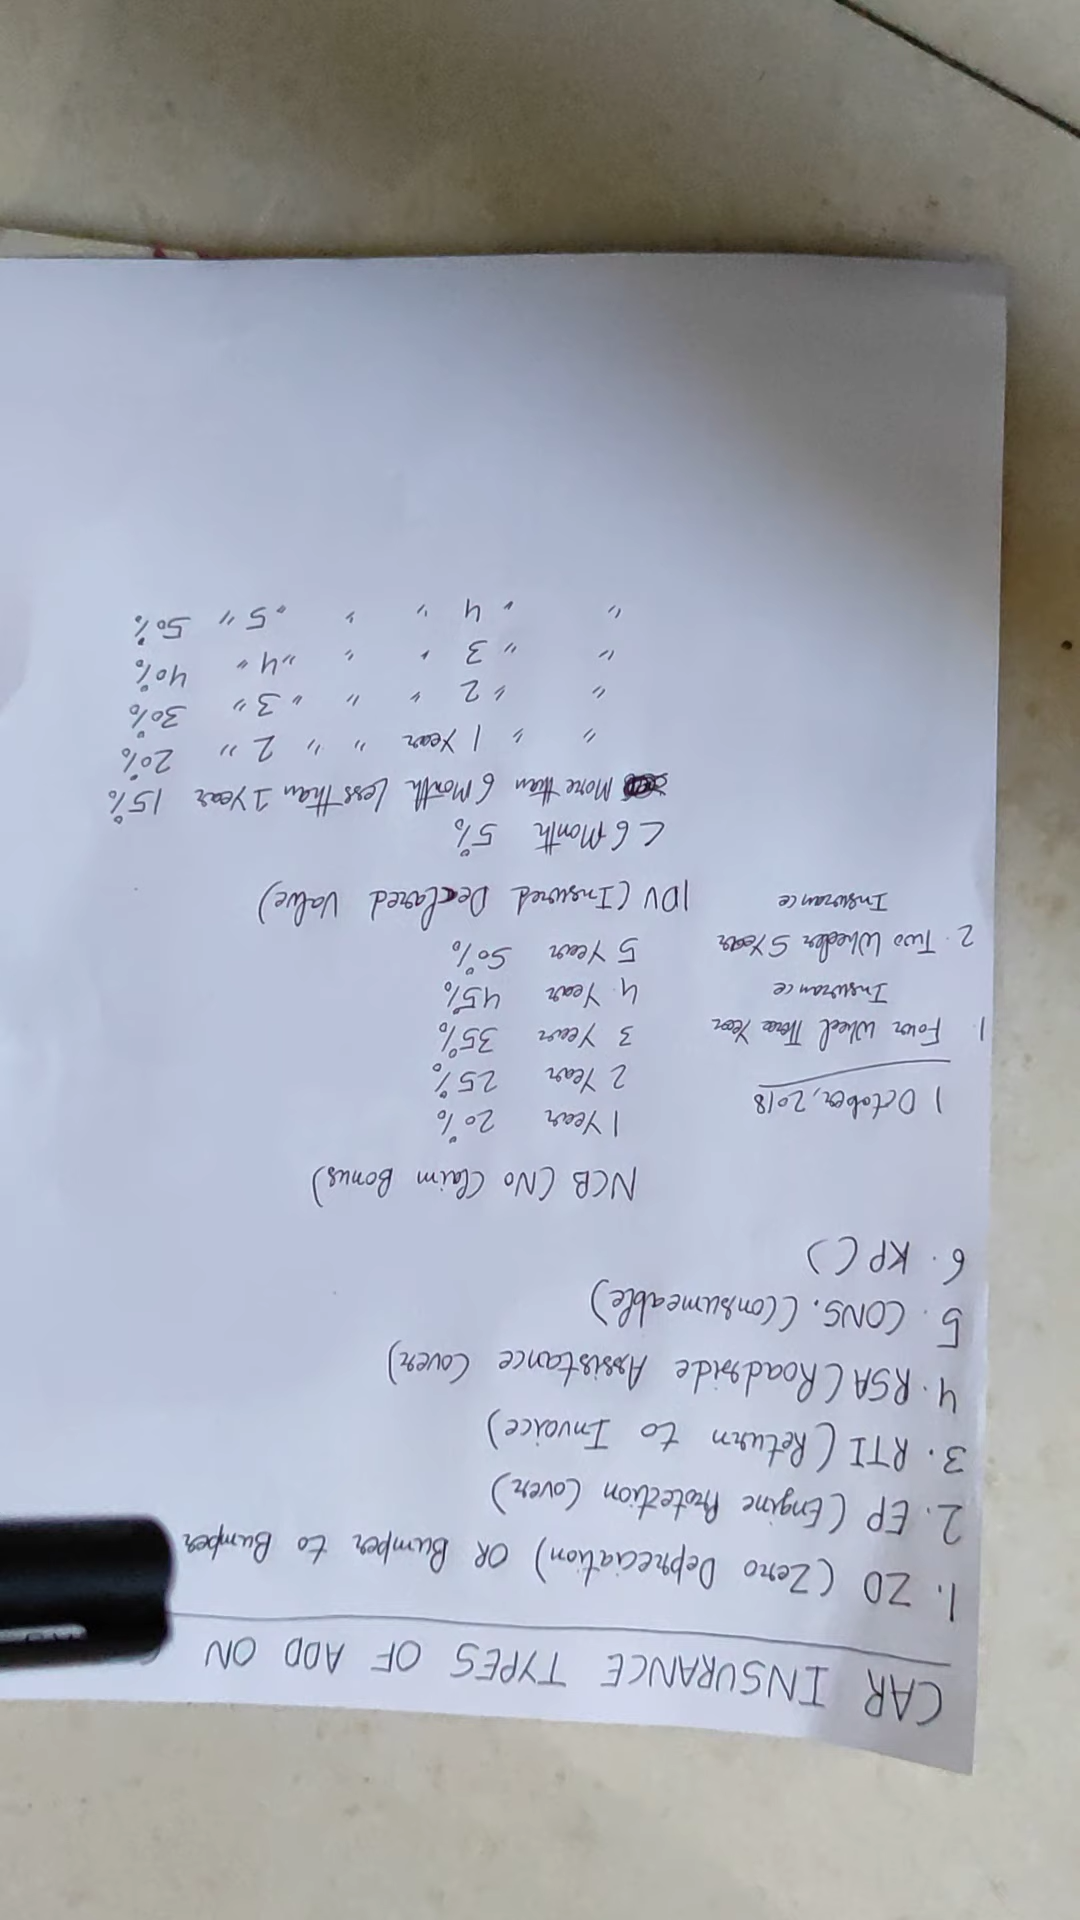 CAR INSURANCE TYPES OF ADD ON
1. ZD (Zero Depreciation) OR Bumper to Bumper
2. EP (Engine Protection Cover)
3. RTI (Return to Invoice)
4. RSA (Roadside Assistance Cover)
5. CONS. (Consumeable)
6. KP ( )
NCB (No Claim Bonus)
1 Year 20%
2 Year 25%
3 Year 35%
4 Year 45%
5 Year 50%
1 October, 2018
1 Four Wheel Three Year
Insurance
2. Two Wheeler 5 Year
Insurance
IDV (Insured Declared Value)
< 6 Month 5%
More than 6 Month Less than 1 Year 15%
" " 1 Year " " 2 " 20%
" " 2 " " " 3 " 30%
" " 3 " " " 4 " 40%
" " 4 " " " 5 " 50%